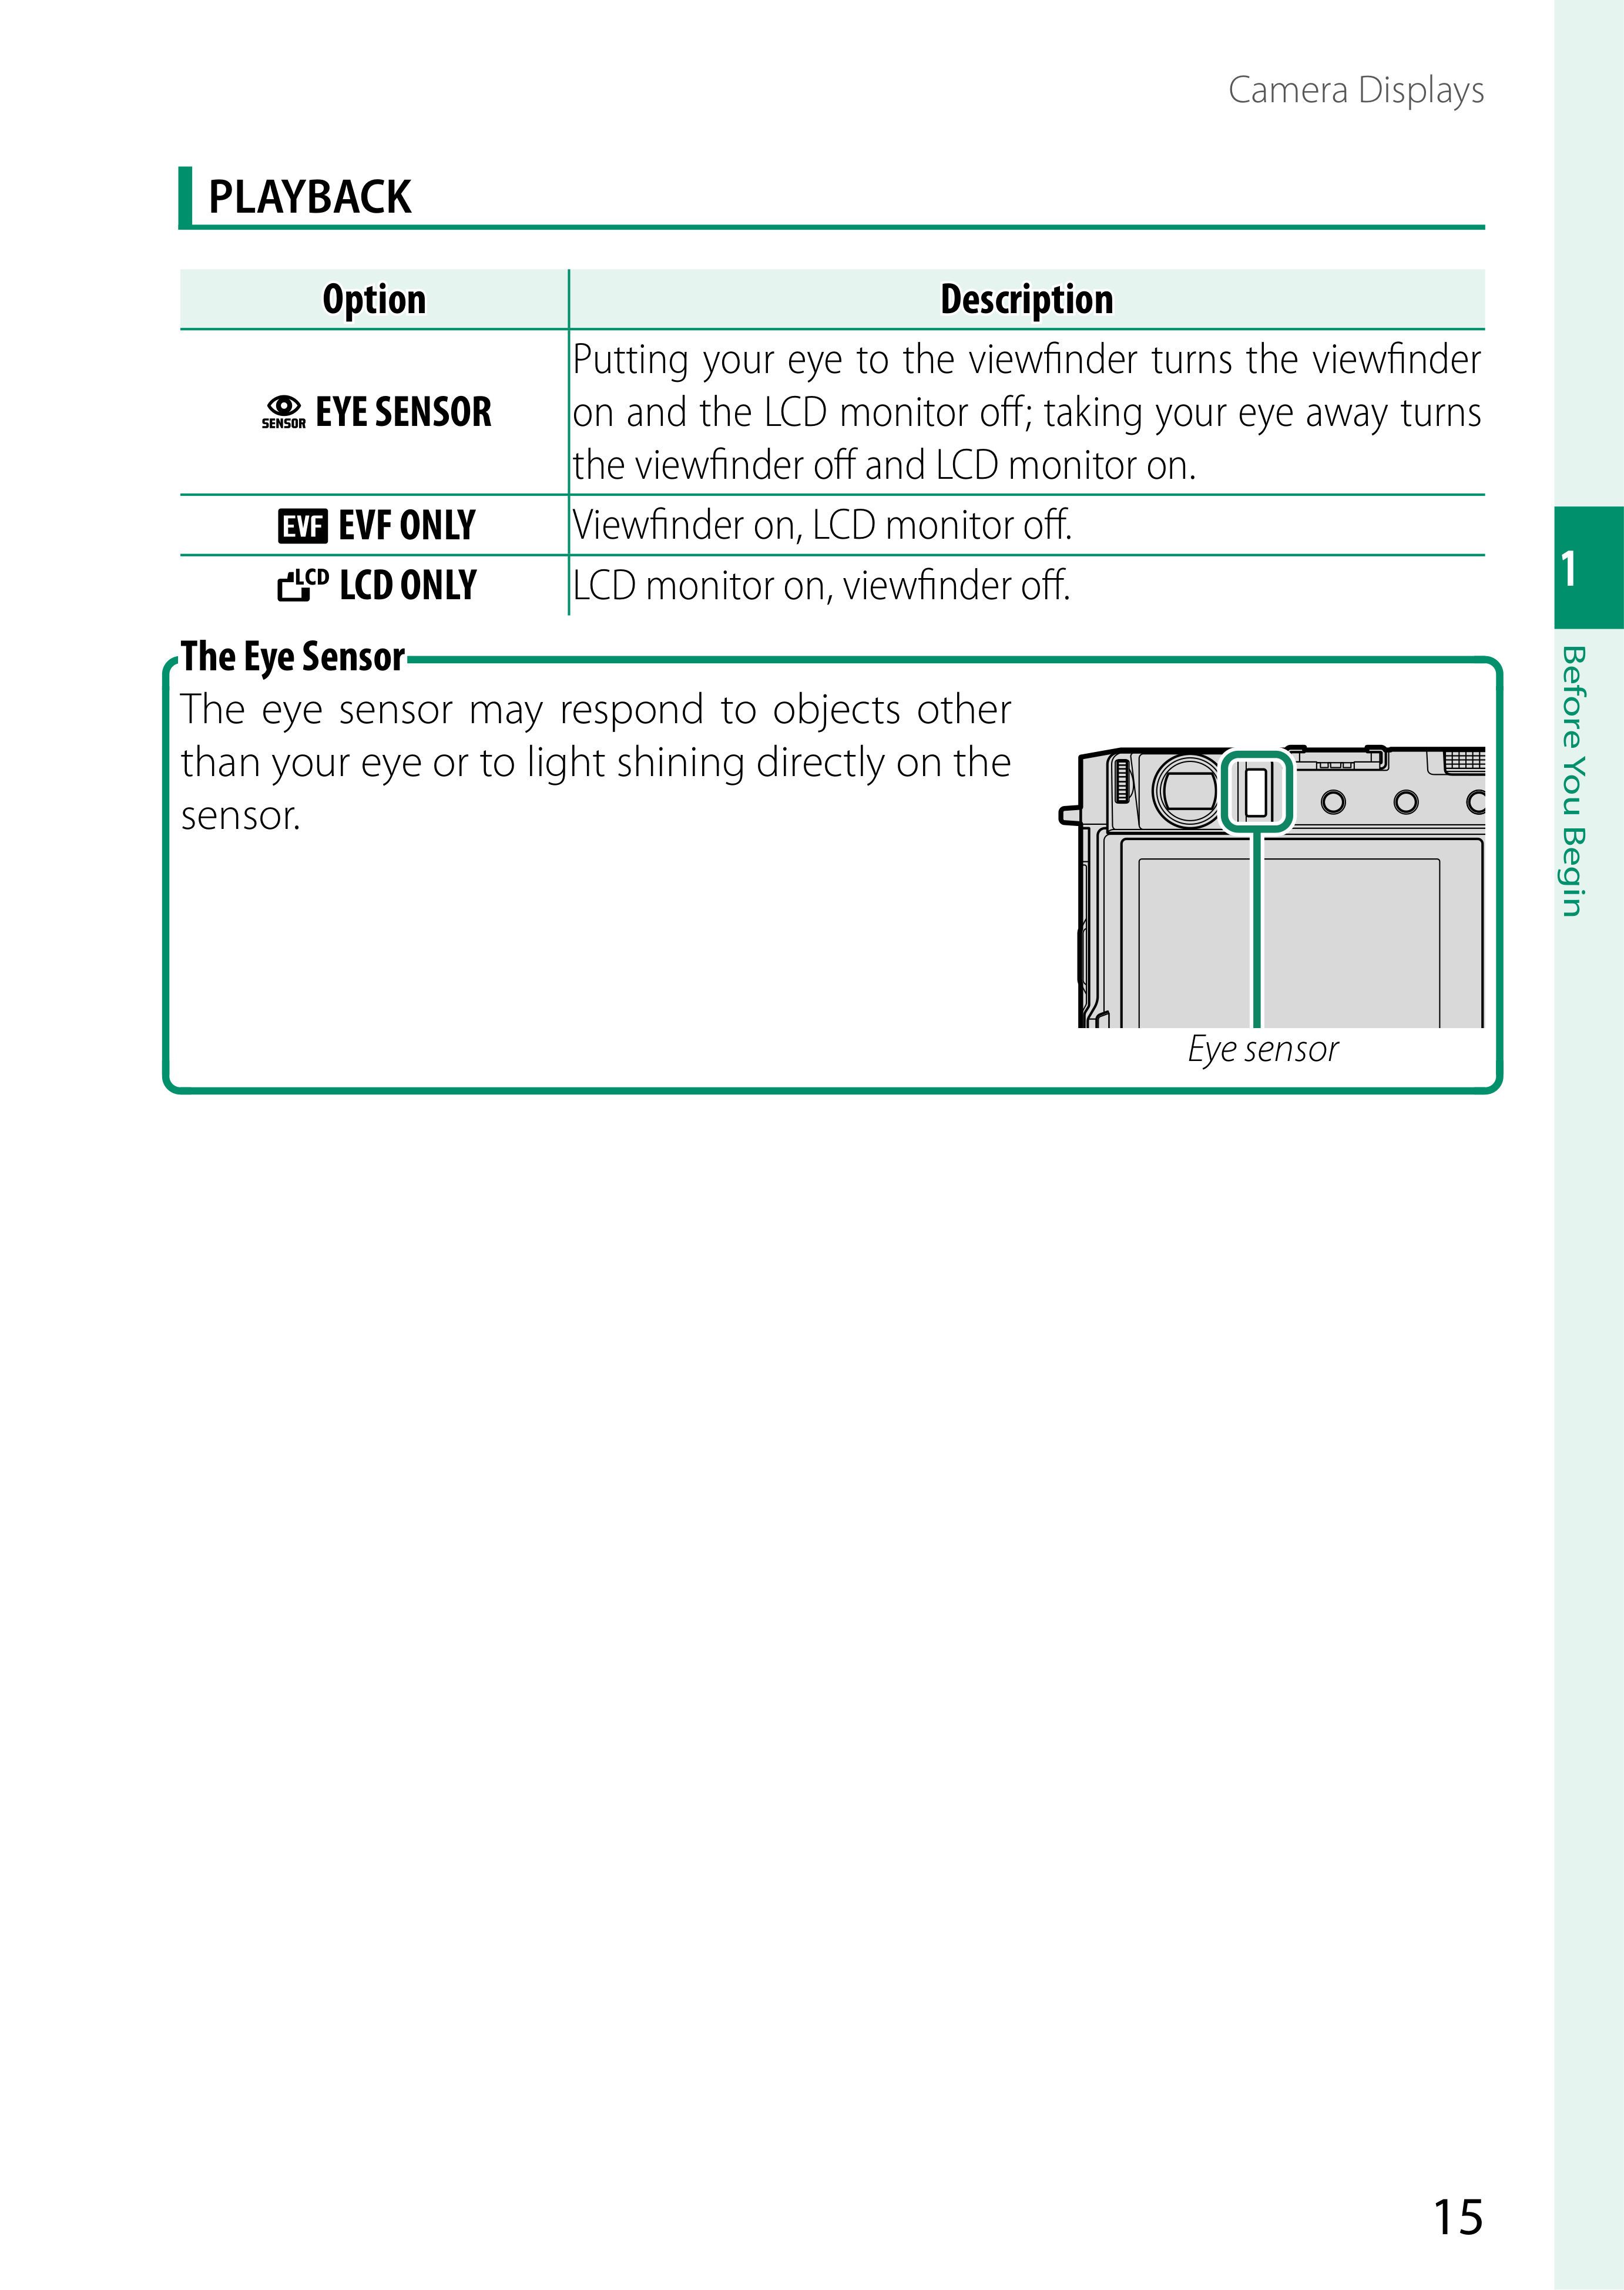 Camera Displays
PLAYBACK
Option Description
SENSOR EYE SENSOR
Putting your eye to the viewfinder turns the viewfinder
on and the LCD monitor off; taking your eye away turns
the viewfinder off and LCD monitor on.
EVF EVF ONLY Viewfinder on, LCD monitor off.
LCD LCD ONLY LCD monitor on, viewfinder off.
The Eye Sensor
The eye sensor may respond to objects other
than your eye or to light shining directly on the
sensor.
Eye sensor
1
Before You Begin
15